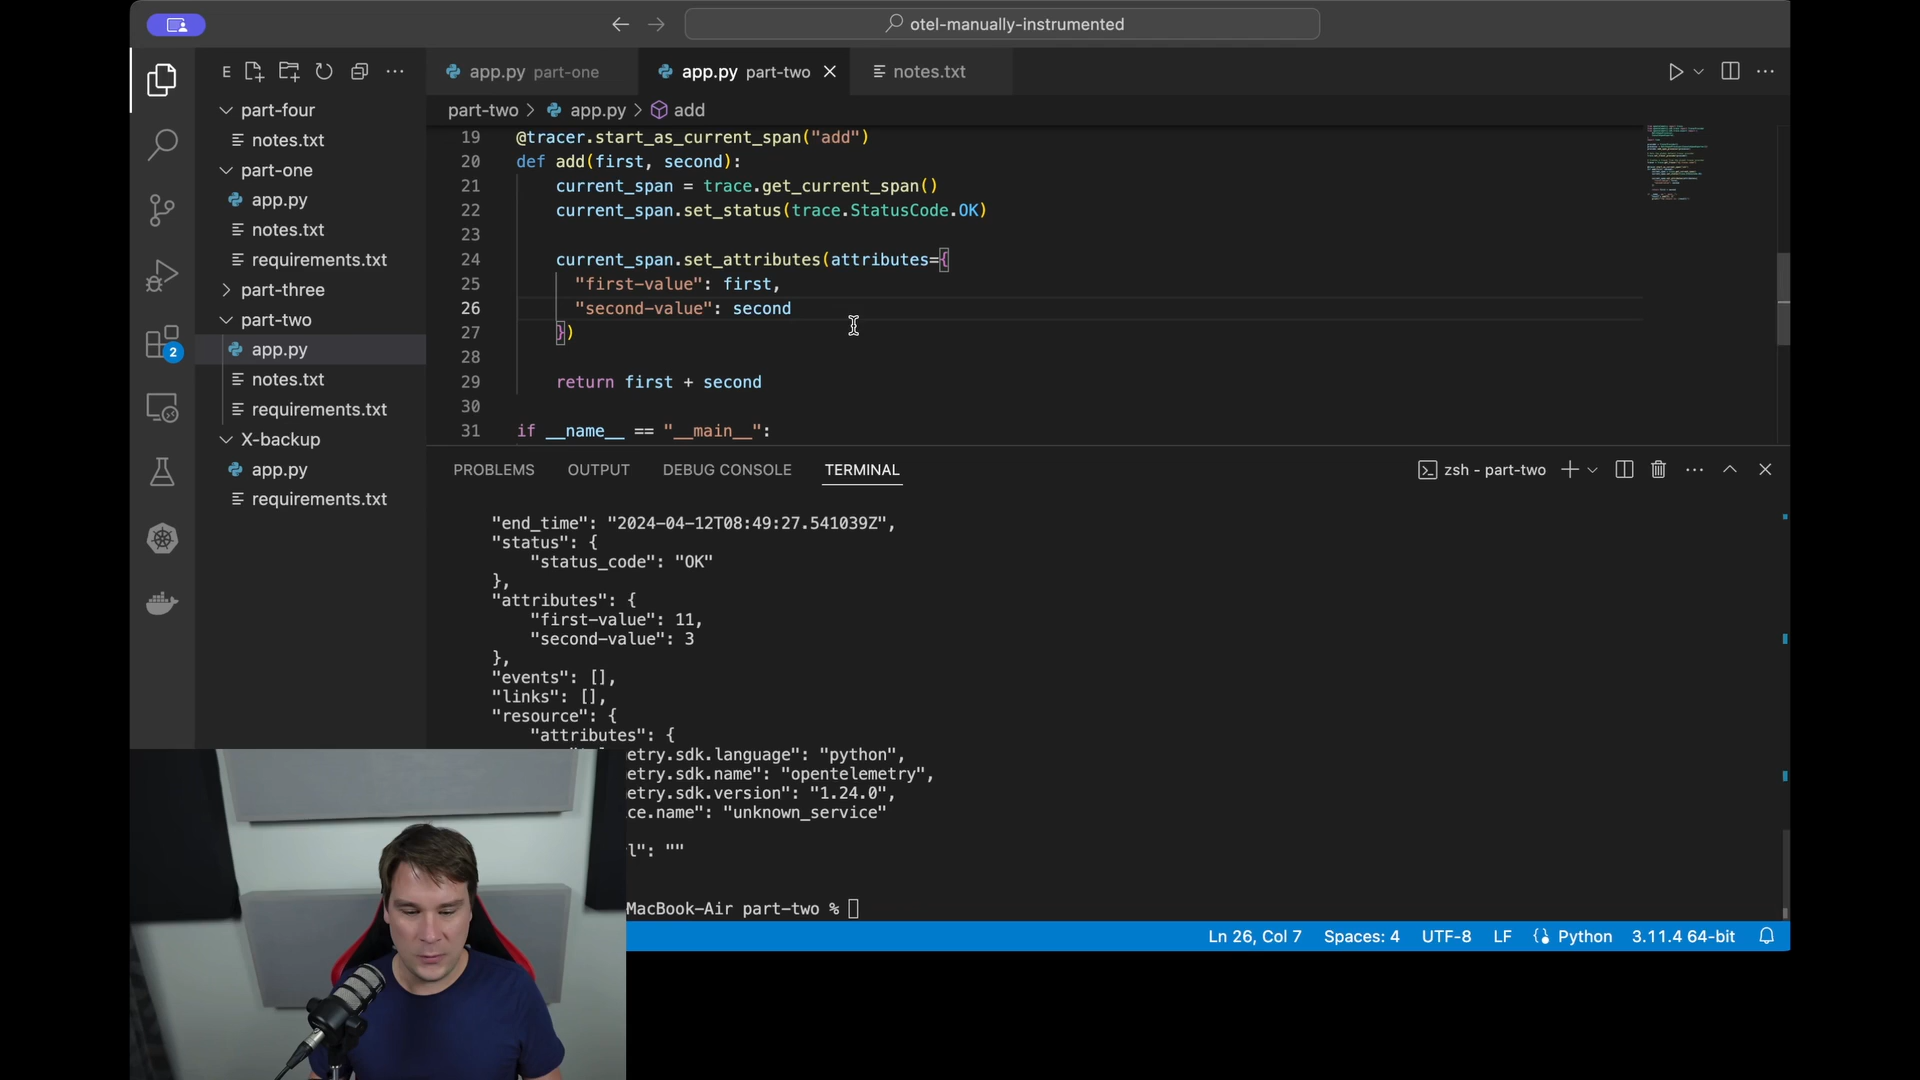 otel-manually-instrumented
E
app.py part-one
app.py part-two
notes.txt
part-two > app.py > add
part-four
notes.txt
part-one
app.py
notes.txt
requirements.txt
part-three
part-two
app.py
notes.txt
requirements.txt
X-backup
app.py
requirements.txt
2
19 @tracer.start_as_current_span("add")
20 def add(first, second):
21 current_span = trace.get_current_span()
22 current_span.set_status(trace.StatusCode.OK)
23
24 current_span.set_attributes(attributes={
25 "first-value": first,
26 "second-value": second
27 })
28
29 return first + second
30
31 if __name__ == "__main__":
PROBLEMS OUTPUT DEBUG CONSOLE TERMINAL
zsh - part-two
"end_time": "2024-04-12T08:49:27.541039Z",
"status": {
"status_code": "OK"
},
"attributes": {
"first-value": 11,
"second-value": 3
},
"events": [],
"links": [],
"resource": {
"attributes": {
etry.sdk.language": "python",
etry.sdk.name": "opentelemetry",
etry.sdk.version": "1.24.0",
ce.name": "unknown_service"
l": ""
MacBook-Air part-two %
Ln 26, Col 7 Spaces: 4 UTF-8 LF Python 3.11.4 64-bit